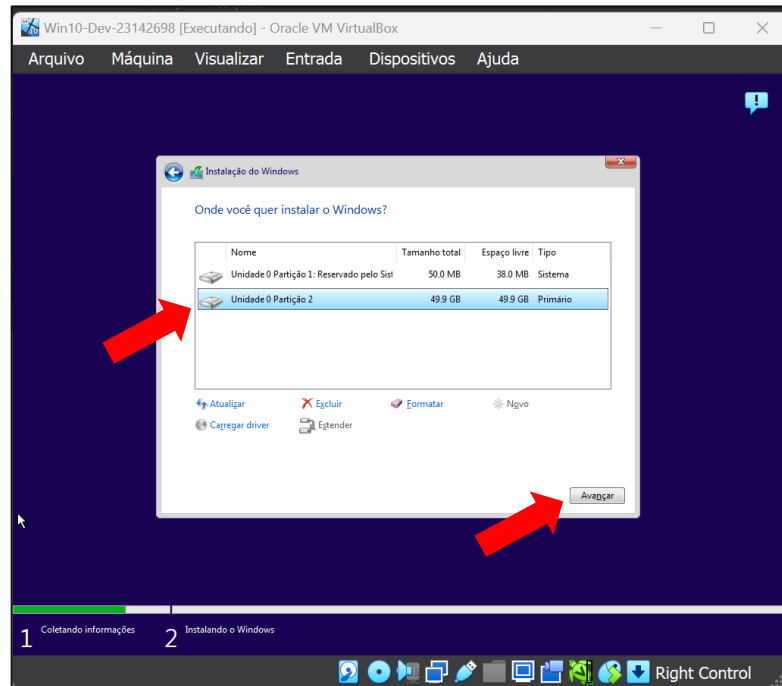 Win10-Dev-23142698 [Executando] - Oracle VM VirtualBox
Arquivo Máquina Visualizar Entrada Dispositivos Ajuda
Instalação do Windows
Onde você quer instalar o Windows?
Nome Tamanho total Espaço livre Tipo
Unidade 0 Partição 1: Reservado pelo Sist 50.0 MB 38.0 MB Sistema
Unidade 0 Partição 2 49.9 GB 49.9 GB Primário
Atualizar Excluir Formatar Novo
Carregar driver Estender
Avançar
1 Coletando informações 2 Instalando o Windows
Right Control